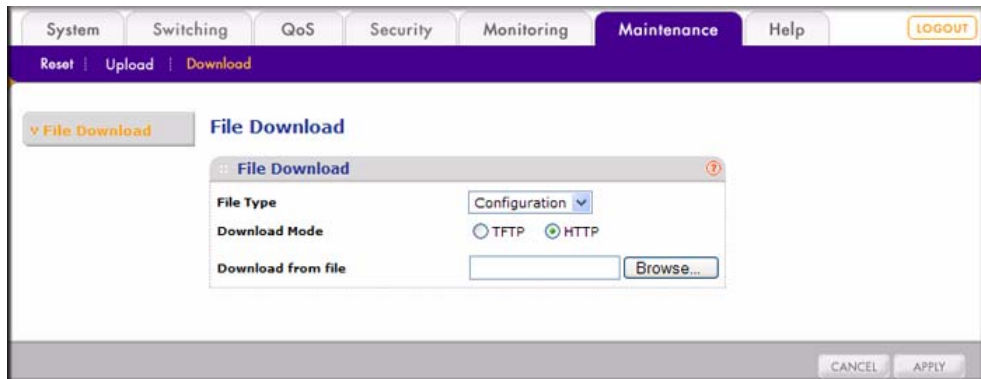 System Switching QoS Security Monitoring Maintenance Help LOGOUT
Reset Upload Download
File Download
File Download
File Download
File Type Configuration
Download Mode TFTP HTTP
Download from file Browse...
CANCEL APPLY